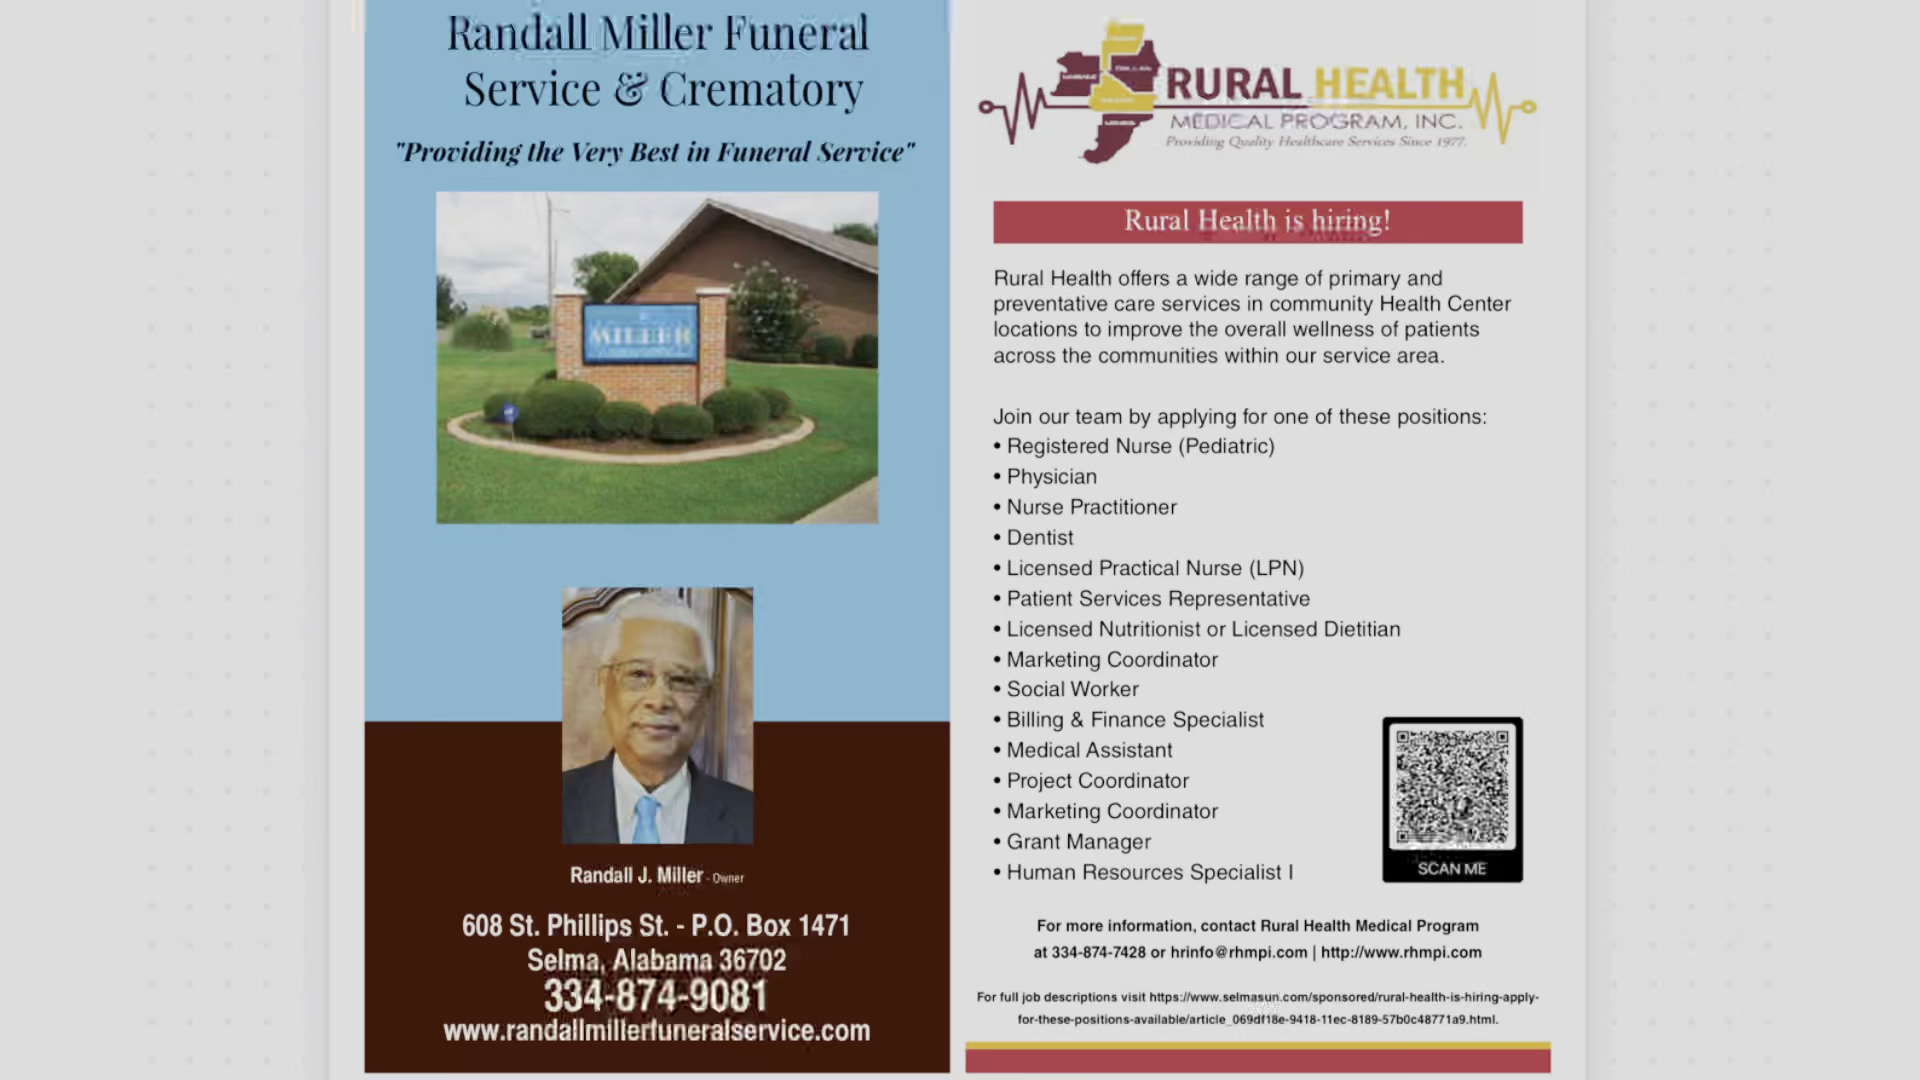 Randall Miller Funeral
Service & Crematory
"Providing the Very Best in Funeral Service"
MILLER
Randall J. Miller - Owner
608 St. Phillips St. - P.O. Box 1471
Selma, Alabama 36702
334-874-9081
www.randallmillerfuneralservice.com
RURAL HEALTH
MEDICAL PROGRAM, INC.
Providing Quality Healthcare Services Since 1977.
Rural Health is hiring!
Rural Health offers a wide range of primary and
preventative care services in community Health Center
locations to improve the overall wellness of patients
across the communities within our service area.
Join our team by applying for one of these positions:
• Registered Nurse (Pediatric)
• Physician
• Nurse Practitioner
• Dentist
• Licensed Practical Nurse (LPN)
• Patient Services Representative
• Licensed Nutritionist or Licensed Dietitian
• Marketing Coordinator
• Social Worker
• Billing & Finance Specialist
• Medical Assistant
• Project Coordinator
• Marketing Coordinator
• Grant Manager
• Human Resources Specialist I
SCAN ME
For more information, contact Rural Health Medical Program
at 334-874-7428 or hrinfo@rhmpi.com | http://www.rhmpi.com
For full job descriptions visit https://www.selmasun.com/sponsored/rural-health-is-hiring-apply-
for-these-positions-available/article_069df18e-9418-11ec-8189-57b0c48771a9.html.